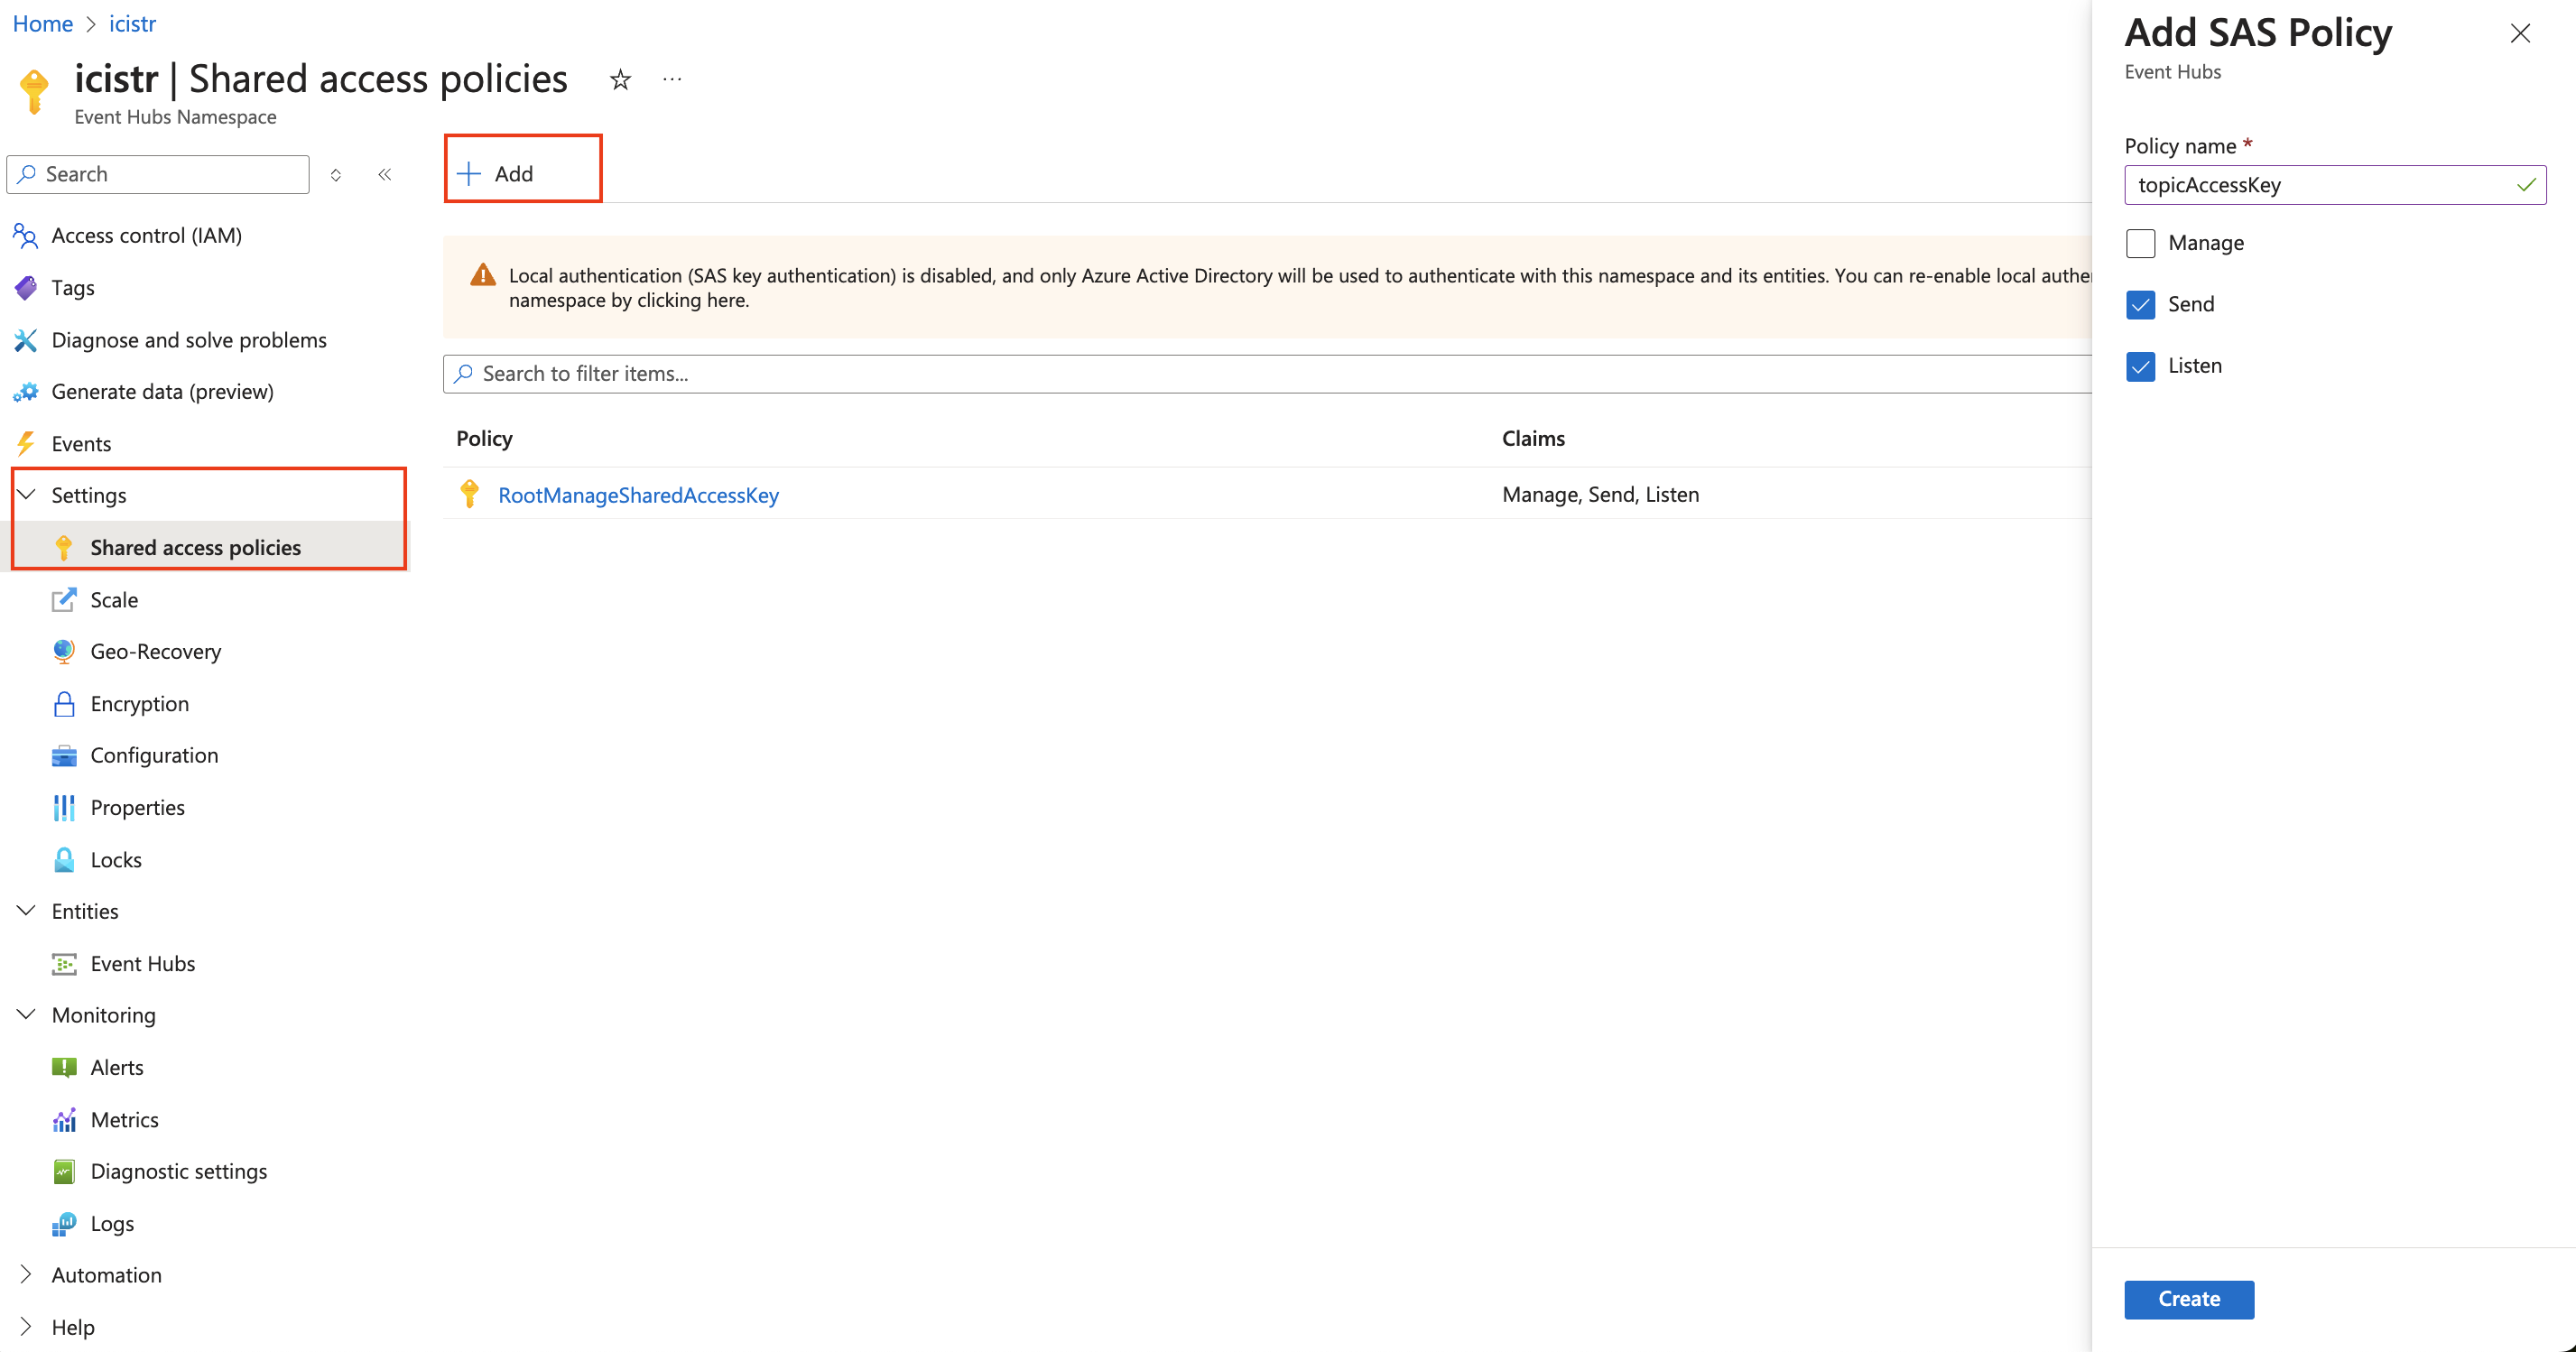 Home > icistr
icistr | Shared access policies
Event Hubs Namespace
Search
Access control (IAM)
Tags
Diagnose and solve problems
Generate data (preview)
Events
Settings
Shared access policies
Scale
Geo-Recovery
Encryption
Configuration
Properties
Locks
Entities
Event Hubs
Monitoring
Alerts
Metrics
Diagnostic settings
Logs
Automation
Help
Add
Local authentication (SAS key authentication) is disabled, and only Azure Active Directory will be used to authenticate with this namespace and its entities. You can re-enable local authe
namespace by clicking here.
Search to filter items...
Policy Claims
RootManageSharedAccessKey Manage, Send, Listen
Add SAS Policy
Event Hubs
Policy name *
topicAccessKey
Manage
Send
Listen
Create